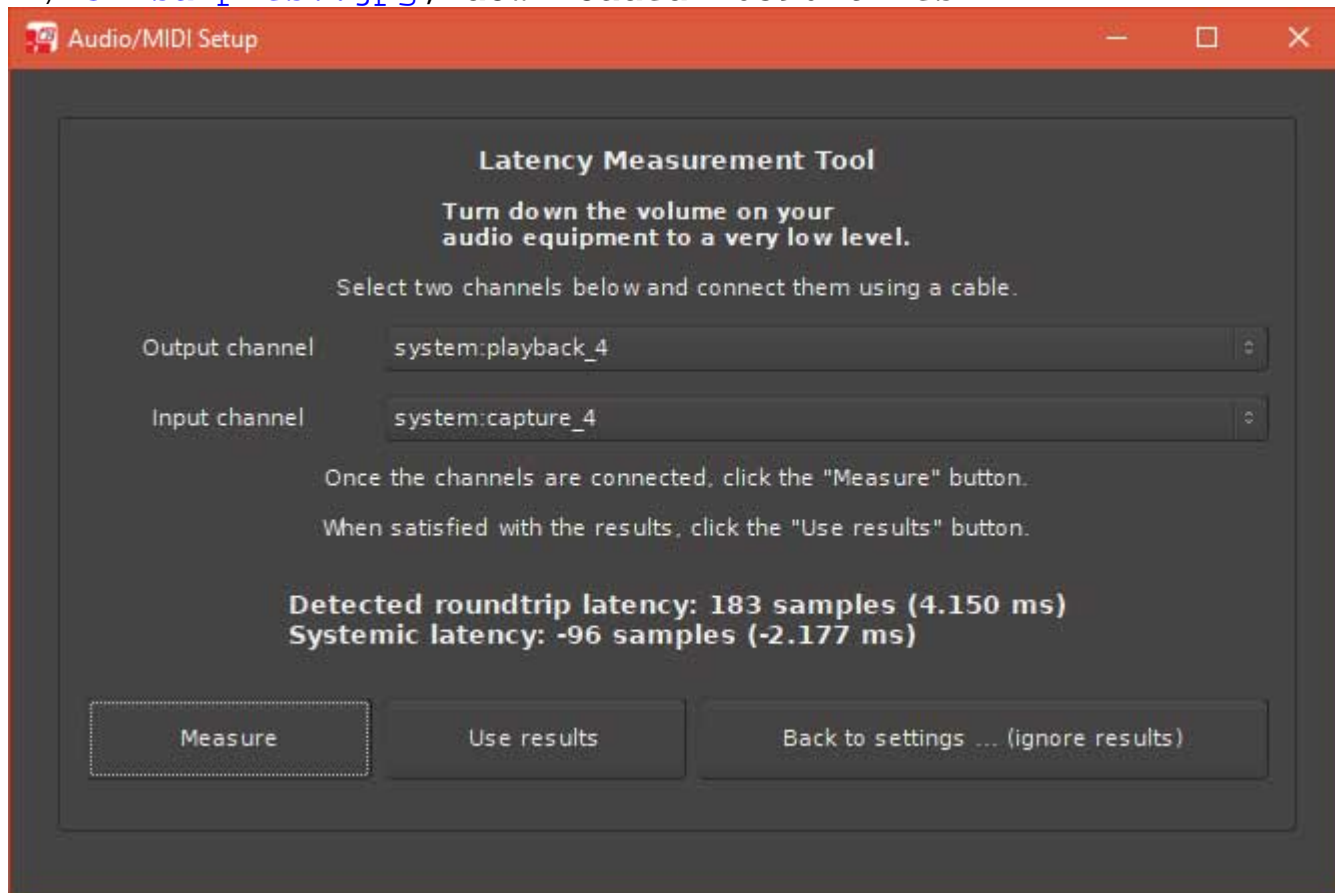 Audio/MIDI Setup
Latency Measurement Tool
Turn down the volume on your
audio equipment to a very low level.
Select two channels below and connect them using a cable.
Output channel system:playback_4
Input channel system:capture_4
Once the channels are connected, click the "Measure" button.
When satisfied with the results, click the "Use results" button.
Detected roundtrip latency: 183 samples (4.150 ms)
Systemic latency: -96 samples (-2.177 ms)
Measure Use results Back to settings ... (ignore results)